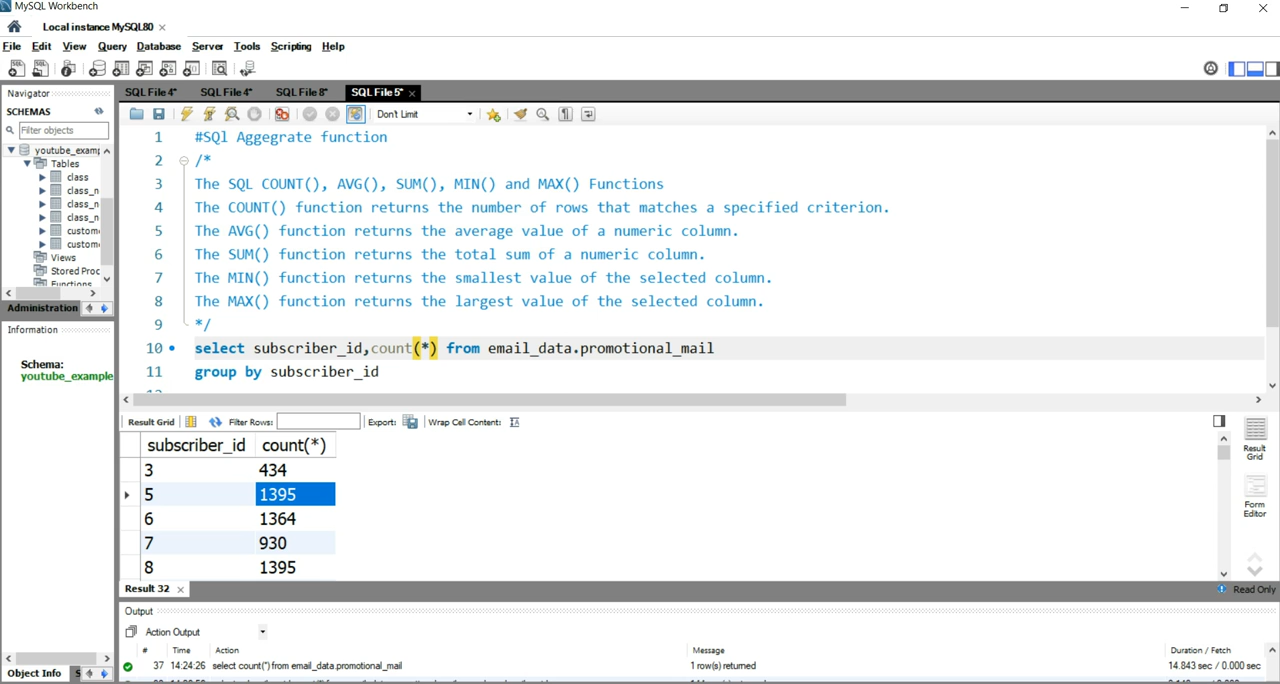 MySQL Workbench
Local instance MySQL80
File Edit View Query Database Server Tools Scripting Help
Navigator
SCHEMAS
Filter objects
youtube_examp
Tables
class
class_n
class_n
class_n
custom
custome
Views
Stored Proc
Functions
Administration
Information
Schema:
youtube_example
Object Info S
SQL File 4* SQL File 4* SQL File 8* SQL File 5*
Don't Limit
1 #SQl Aggegrate function
2 /*
3 The SQL COUNT(), AVG(), SUM(), MIN() and MAX() Functions
4 The COUNT() function returns the number of rows that matches a specified criterion.
5 The AVG() function returns the average value of a numeric column.
6 The SUM() function returns the total sum of a numeric column.
7 The MIN() function returns the smallest value of the selected column.
8 The MAX() function returns the largest value of the selected column.
9 */
10 select subscriber_id,count(*) from email_data.promotional_mail
11 group by subscriber_id
Result Grid Filter Rows: Export: Wrap Cell Content:
subscriber_id count(*)
3 434
5 1395
6 1364
7 930
8 1395
Result Grid
Form Editor
Result 32
Read Only
Output
Action Output
# Time Action Message Duration / Fetch
37 14:24:26 select count(*) from email_data.promotional_mail 1 row(s) returned 14.843 sec / 0.000 sec